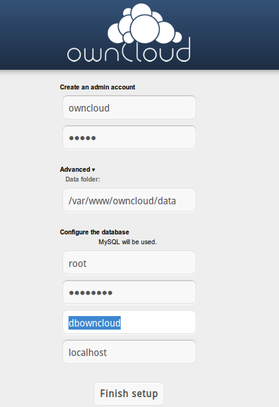 ownCloud
Create an admin account
owncloud
●●●●●
Advanced ▾
Data folder:
/var/www/owncloud/data
Configure the database
MySQL will be used.
root
●●●●●●●●
dbowncloud
localhost
Finish setup